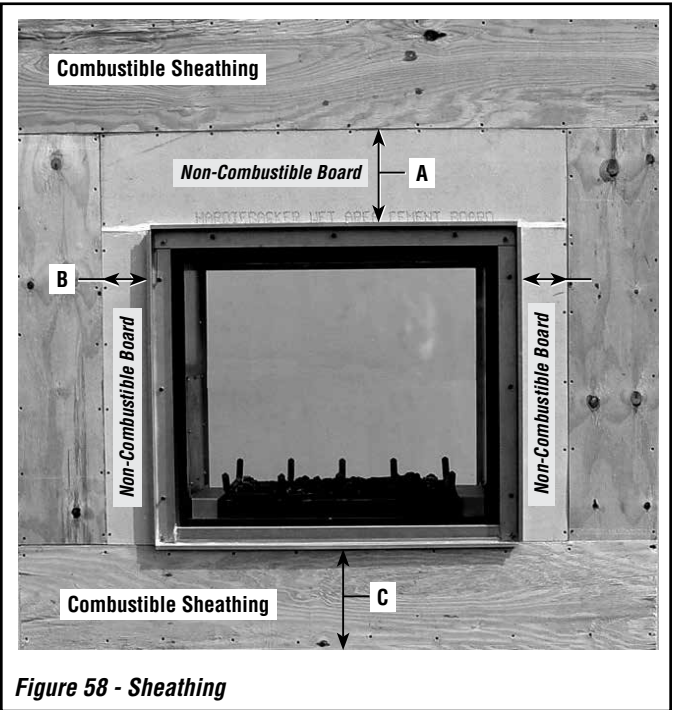 Combustible Sheathing
Non-Combustible Board
A
HARDIEBACKER WET AREA CEMENT BOARD
B
Non-Combustible Board
Non-Combustible Board
Combustible Sheathing
C
Figure 58 - Sheathing